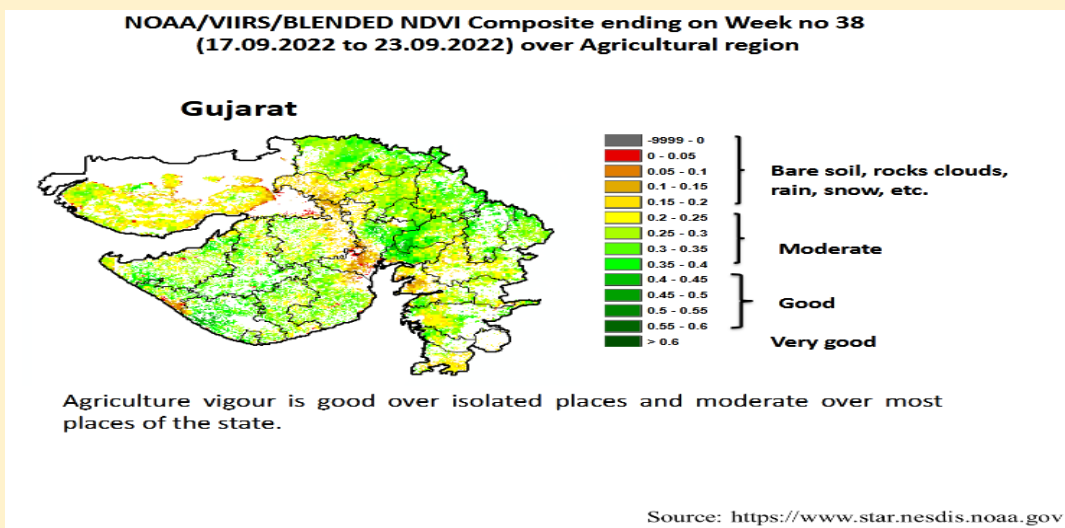 NOAA/VIIRS/BLENDED NDVI Composite ending on Week no 38
(17.09.2022 to 23.09.2022) over Agricultural region
Gujarat
-9999 - 0
0 - 0.05
0.05 - 0.1
0.1 - 0.15
0.15 - 0.2
0.2 - 0.25
0.25 - 0.3
0.3 - 0.35
0.35 - 0.4
0.4 - 0.45
0.45 - 0.5
0.5 - 0.55
0.55 - 0.6
> 0.6
Bare soil, rocks clouds,
rain, snow, etc.
Moderate
Good
Very good
Agriculture vigour is good over isolated places and moderate over most
places of the state.
Source: https://www.star.nesdis.noaa.gov